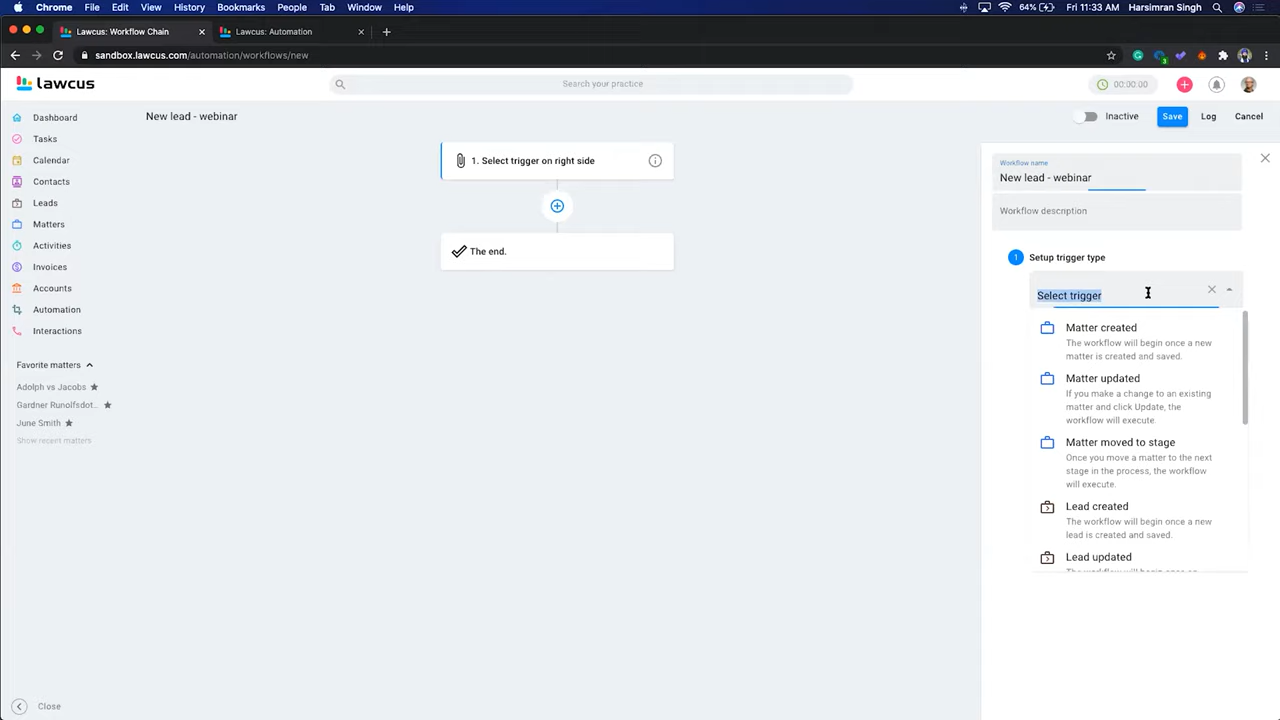 Chrome File Edit View History Bookmarks People Tab Window Help 64% Fri 11:33 AM Harsimran Singh
Lawcus: Workflow Chain × Lawcus: Automation × +
sandbox.lawcus.com/automation/workflows/new
lawcus
Search your practice
00:00:00
Dashboard
Tasks
Calendar
Contacts
Leads
Matters
Activities
Invoices
Accounts
Automation
Interactions
Favorite matters
Adolph vs Jacobs
Gardner Runolfsdot...
June Smith
Show recent matters
Close
New lead - webinar
Inactive Save Log Cancel
1. Select trigger on right side
The end.
Workflow name
New lead - webinar
Workflow description
1 Setup trigger type
Select trigger
Matter created
The workflow will begin once a new
matter is created and saved.
Matter updated
If you make a change to an existing
matter and click Update, the
workflow will execute.
Matter moved to stage
Once you move a matter to the next
stage in the process, the workflow
will execute.
Lead created
The workflow will begin once a new
lead is created and saved.
Lead updated
The workflow will begin once an